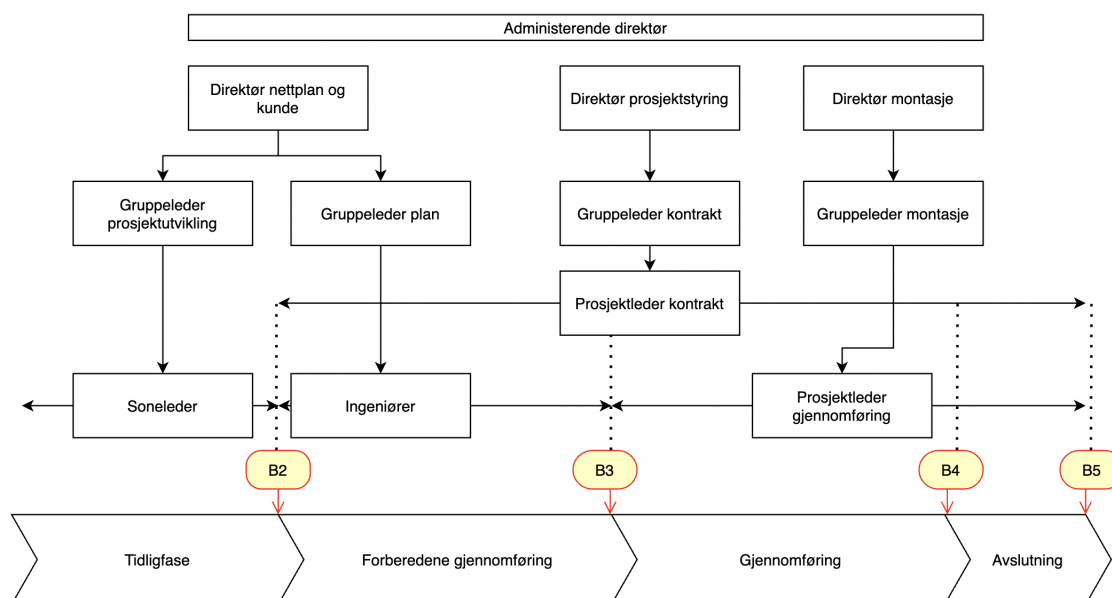 Administerende direktør
Direktør nettplan og
kunde
Direktør prosjektstyring
Direktør montasje
Gruppeleder
prosjektutvikling
Gruppeleder plan
Gruppeleder kontrakt
Gruppeleder montasje
Prosjektleder kontrakt
Soneleder
Ingeniører
Prosjektleder
gjennomføring
B2
B3
B4
B5
Tidligfase
Forberedene gjennomføring
Gjennomføring
Avslutning